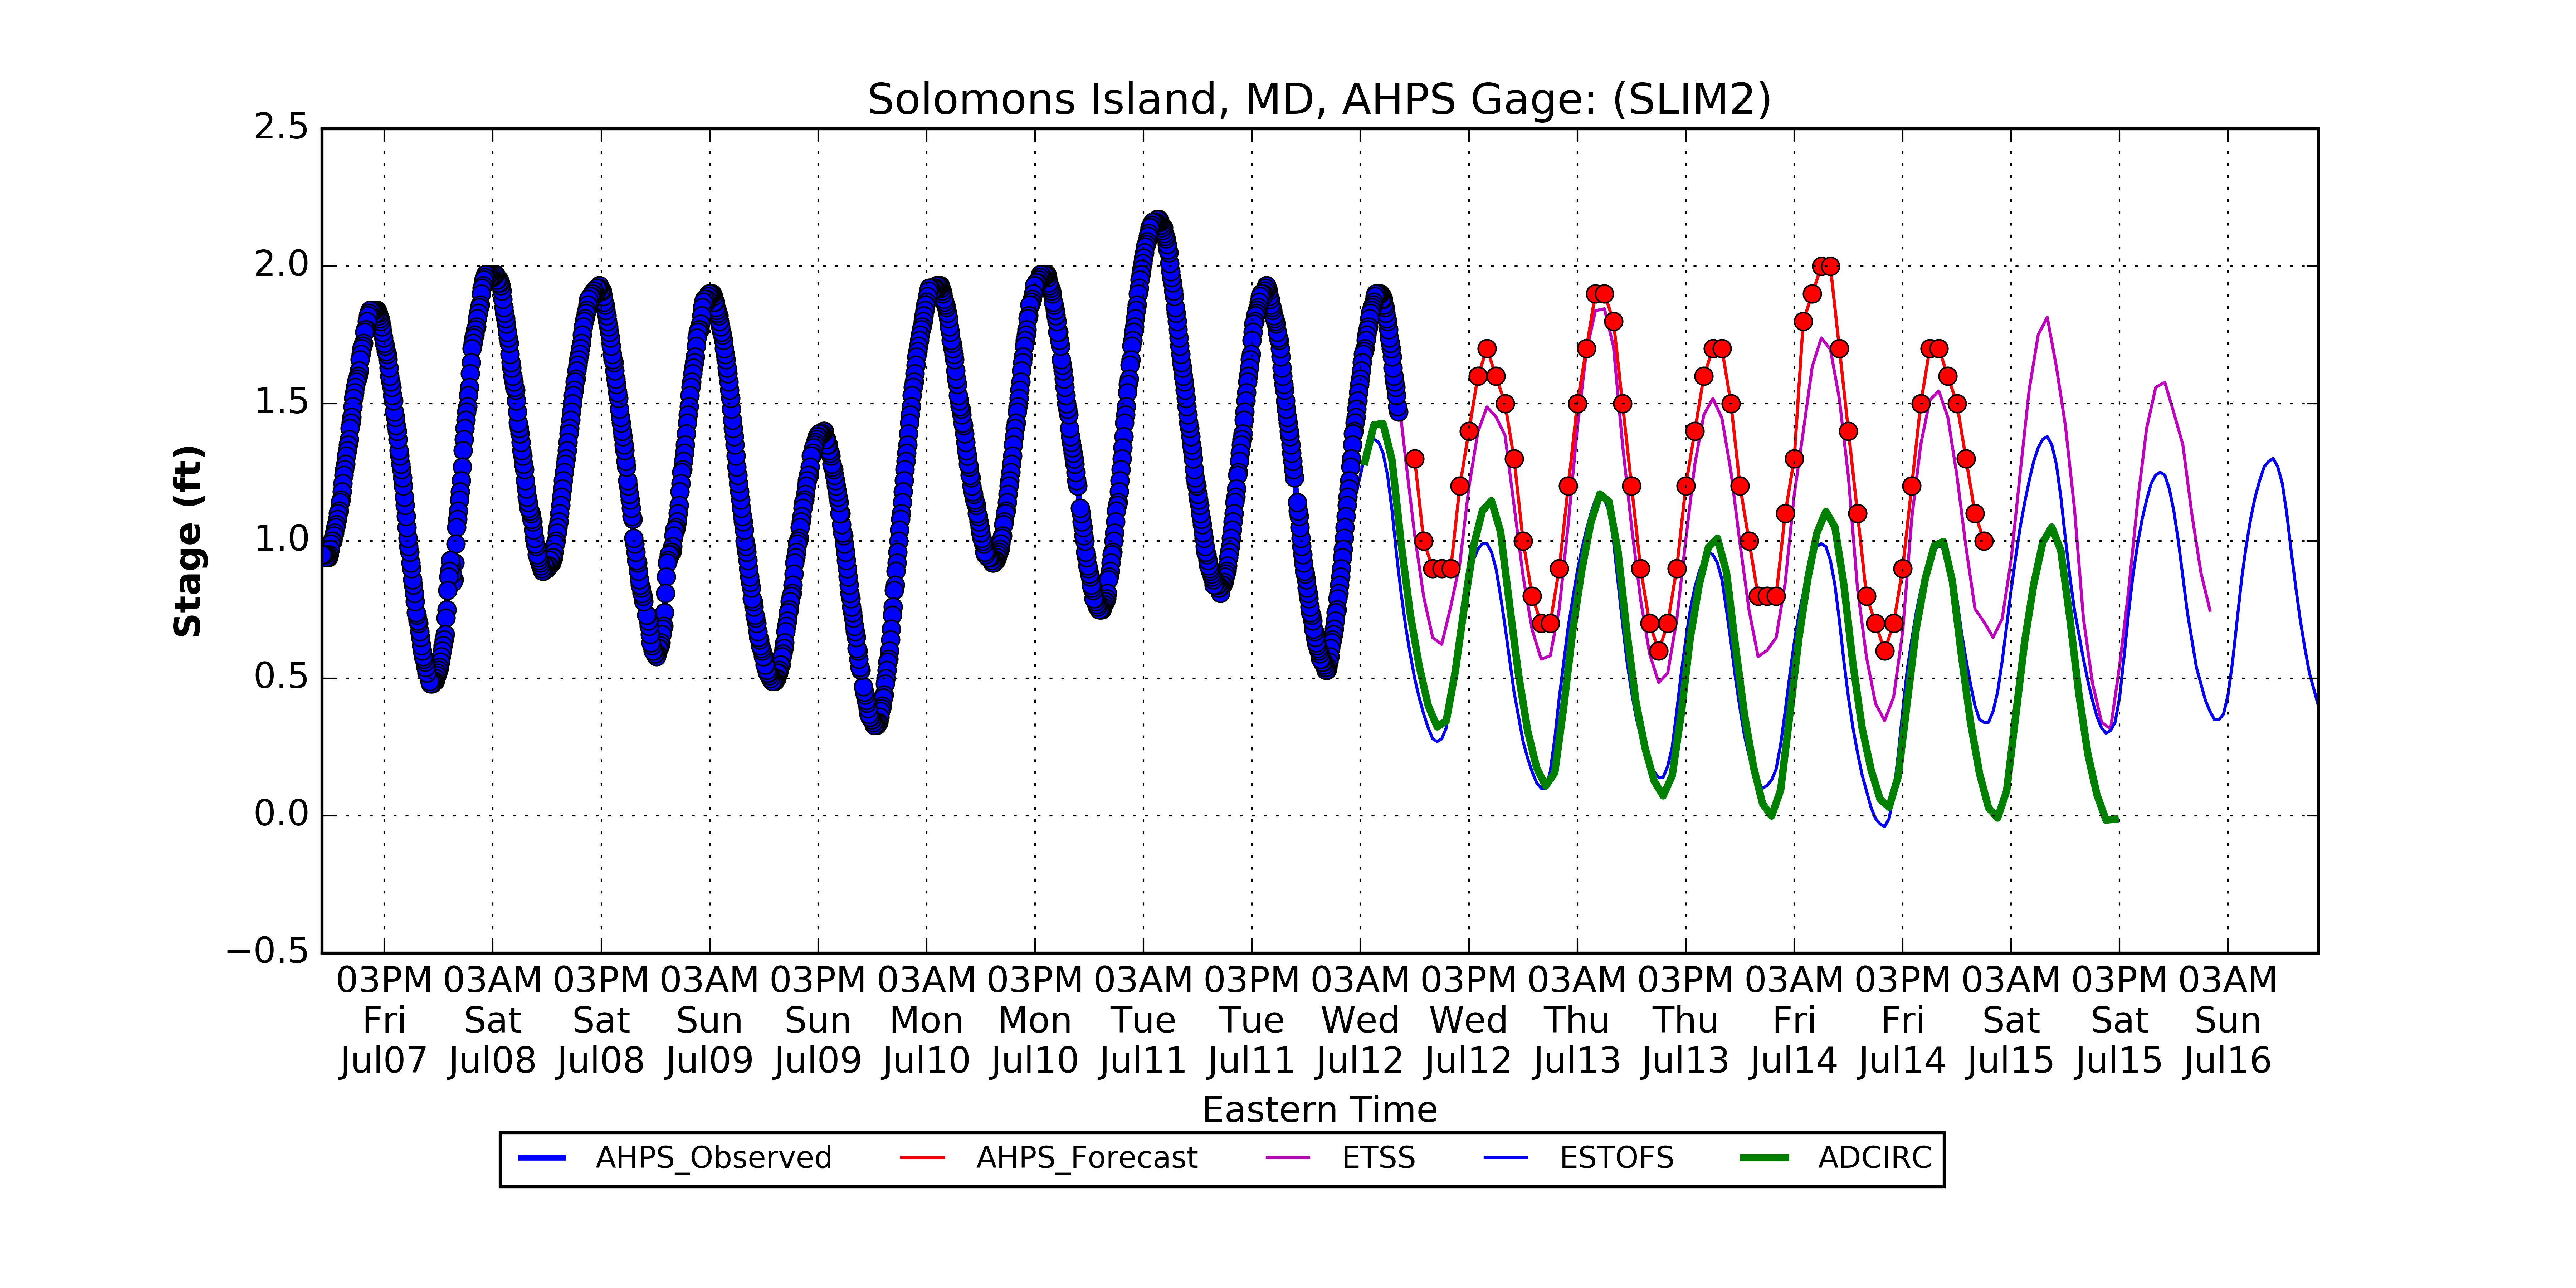 Solomons Island, MD, AHPS Gage: (SLIM2)
2.5
2.0
1.5
1.0
0.5
0.0
−0.5
Stage (ft)
03PM 03AM 03PM 03AM 03PM 03AM 03PM 03AM 03PM 03AM 03PM 03AM 03PM 03AM 03PM 03AM 03PM 03AM
Fri Sat Sat Sun Sun Mon Mon Tue Tue Wed Wed Thu Thu Fri Fri Sat Sat Sun
Jul07 Jul08 Jul08 Jul09 Jul09 Jul10 Jul10 Jul11 Jul11 Jul12 Jul12 Jul13 Jul13 Jul14 Jul14 Jul15 Jul15 Jul16
Eastern Time
AHPS_Observed AHPS_Forecast ETSS ESTOFS ADCIRC